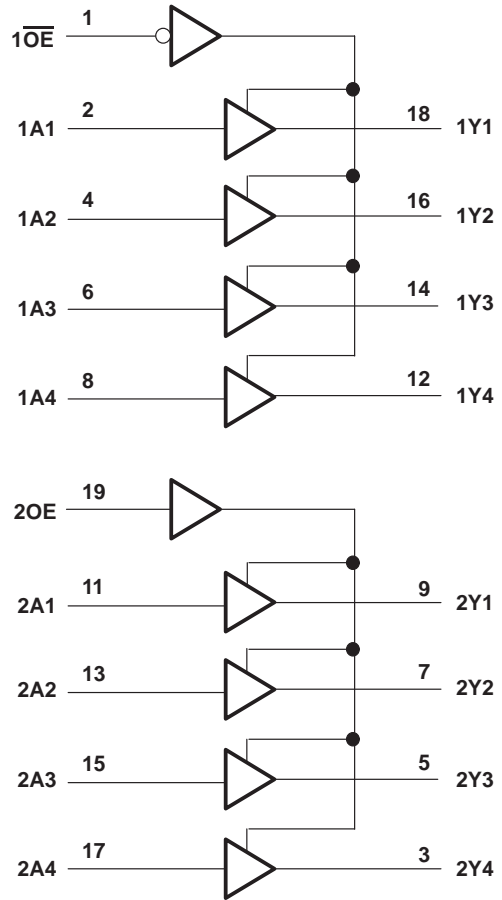 1O̅E̅ 1
1A1 2 18 1Y1
1A2 4 16 1Y2
1A3 6 14 1Y3
1A4 8 12 1Y4
2OE 19
2A1 11 9 2Y1
2A2 13 7 2Y2
2A3 15 5 2Y3
2A4 17 3 2Y4